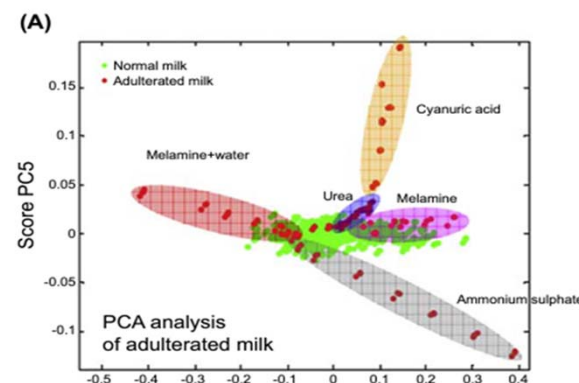 (A)
Normal milk
Adulterated milk
Cyanuric acid
Melamine+water
Urea
Melamine
Ammonium sulphate
PCA analysis
of adulterated milk
Score PC5
0.15
0.1
0.05
0
-0.05
-0.1
-0.5 -0.4 -0.3 -0.2 -0.1 0 0.1 0.2 0.3 0.4